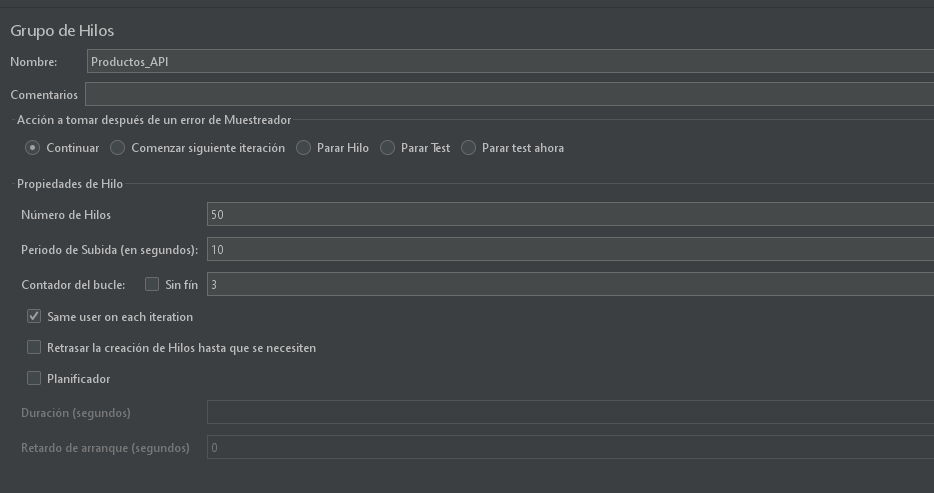 Grupo de Hilos
Nombre: Productos_API
Comentarios
Acción a tomar después de un error de Muestreador
Continuar Comenzar siguiente iteración Parar Hilo Parar Test Parar test ahora
Propiedades de Hilo
Número de Hilos 50
Periodo de Subida (en segundos): 10
Contador del bucle: Sin fín 3
Same user on each iteration
Retrasar la creación de Hilos hasta que se necesiten
Planificador
Duración (segundos)
Retardo de arranque (segundos) 0